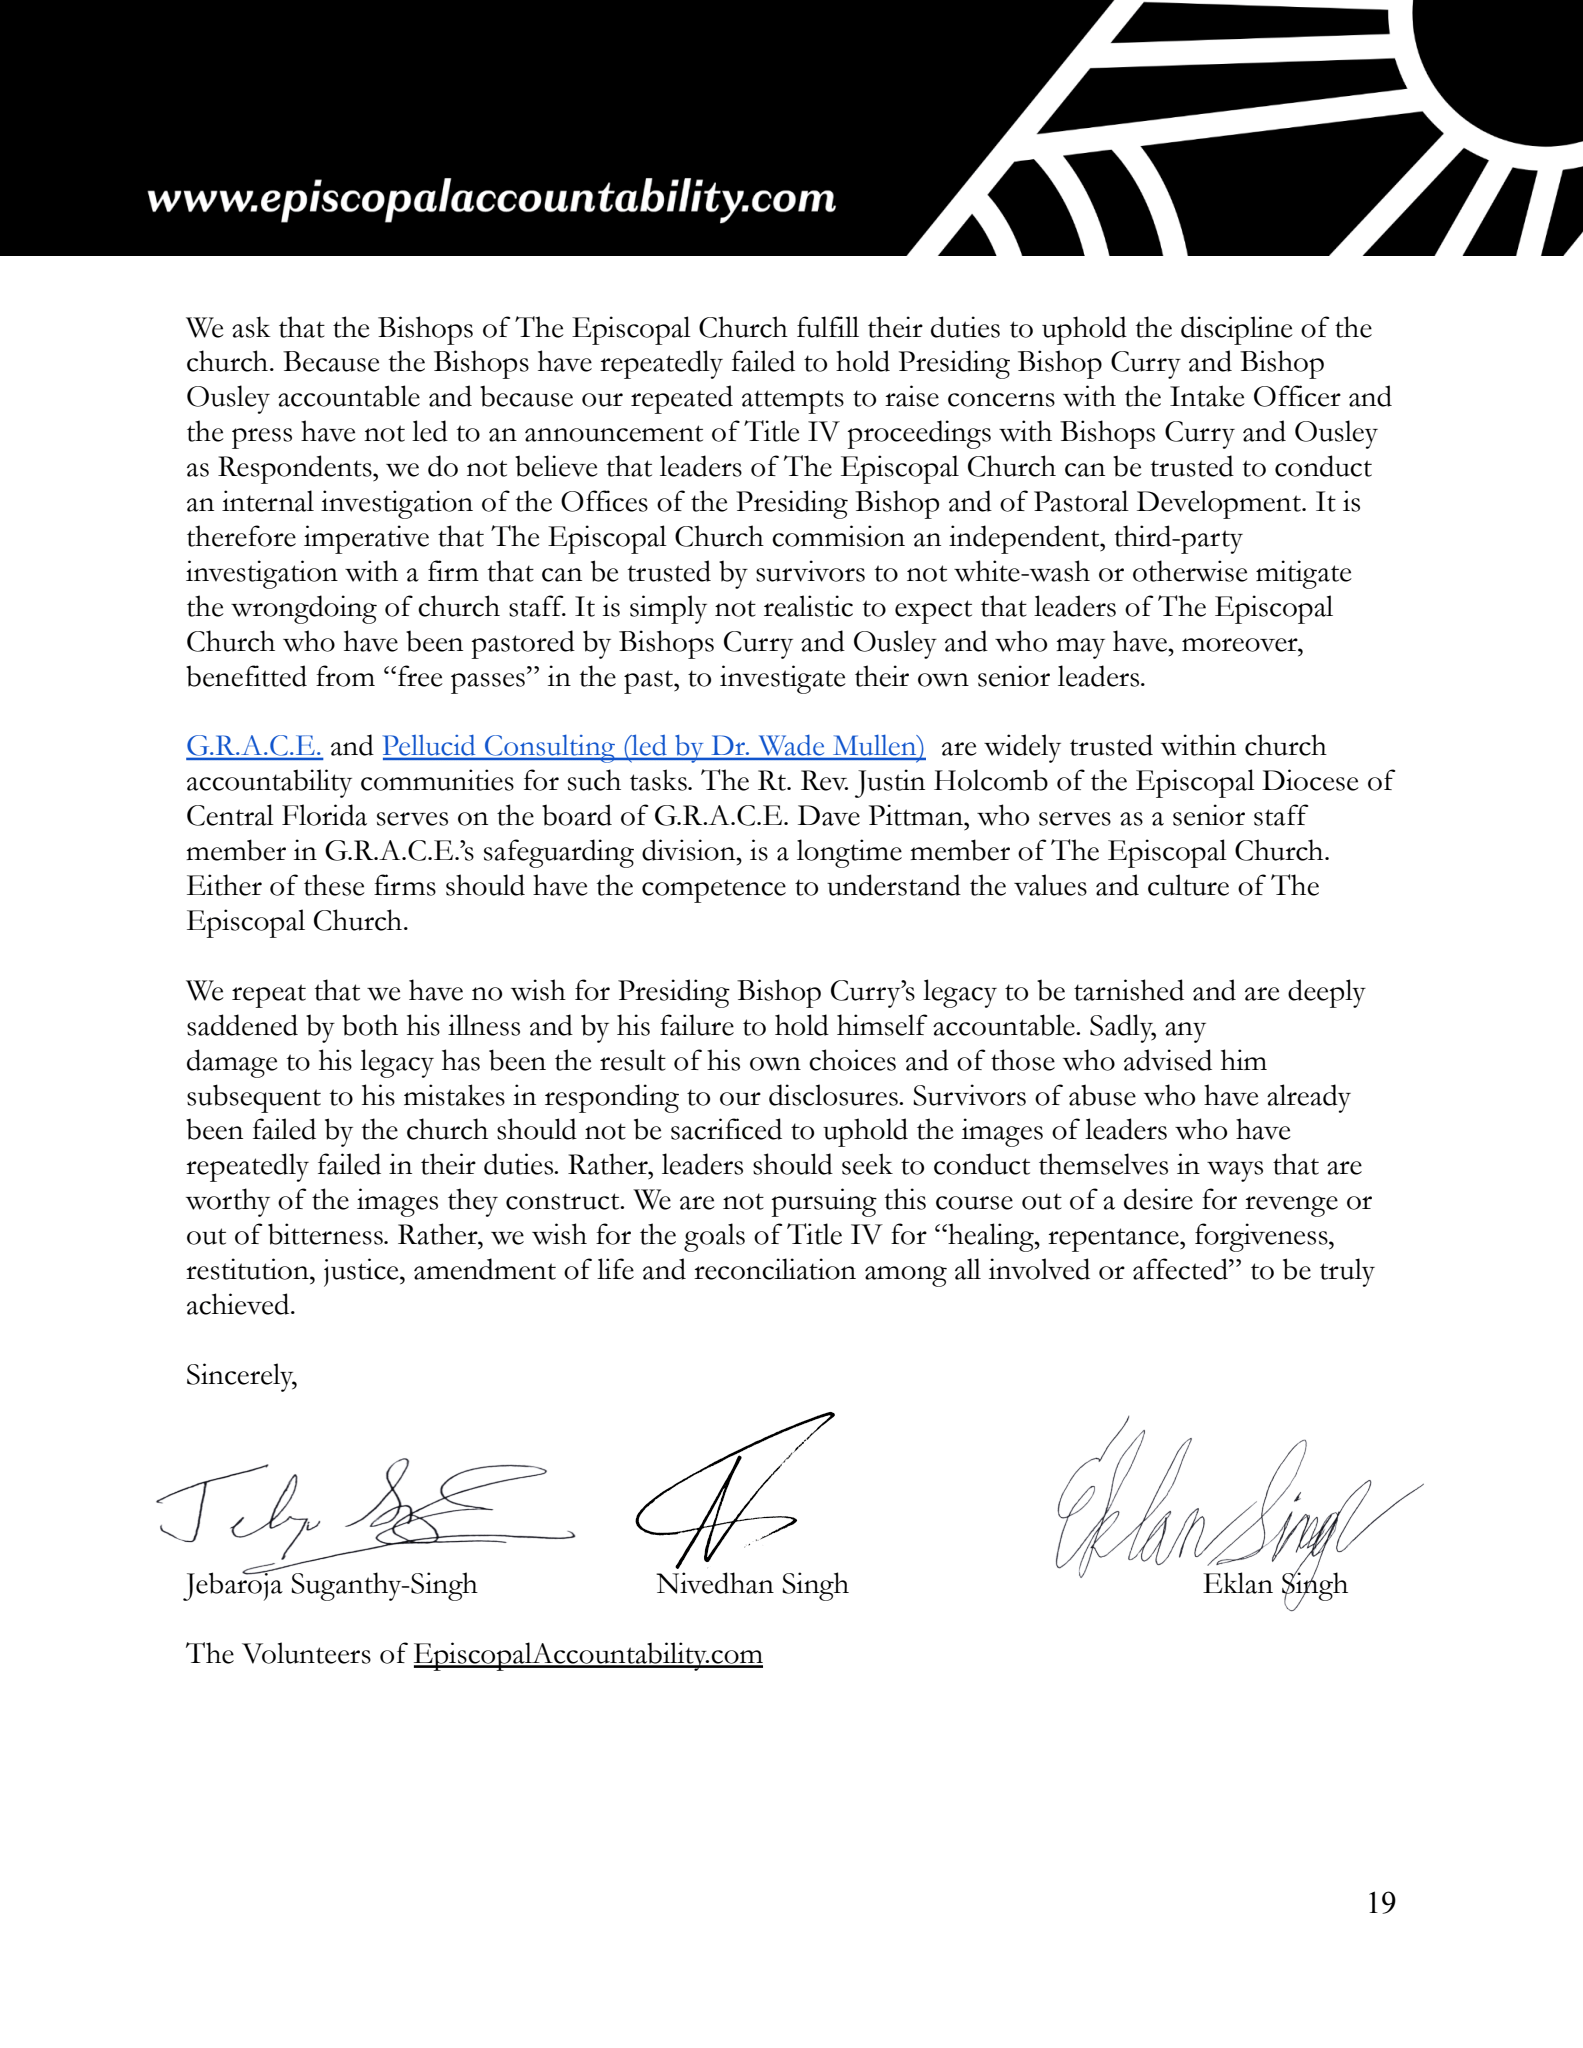 www.episcopalaccountability.com
We ask that the Bishops of The Episcopal Church fulfill their duties to uphold the discipline of the
church. Because the Bishops have repeatedly failed to hold Presiding Bishop Curry and Bishop
Ousley accountable and because our repeated attempts to raise concerns with the Intake Officer and
the press have not led to an announcement of Title IV proceedings with Bishops Curry and Ousley
as Respondents, we do not believe that leaders of The Episcopal Church can be trusted to conduct
an internal investigation of the Offices of the Presiding Bishop and of Pastoral Development. It is
therefore imperative that The Episcopal Church commision an independent, third-party
investigation with a firm that can be trusted by survivors to not white-wash or otherwise mitigate
the wrongdoing of church staff. It is simply not realistic to expect that leaders of The Episcopal
Church who have been pastored by Bishops Curry and Ousley and who may have, moreover,
benefitted from “free passes” in the past, to investigate their own senior leaders.
G.R.A.C.E. and Pellucid Consulting (led by Dr. Wade Mullen) are widely trusted within church
accountability communities for such tasks. The Rt. Rev. Justin Holcomb of the Episcopal Diocese of
Central Florida serves on the board of G.R.A.C.E. Dave Pittman, who serves as a senior staff
member in G.R.A.C.E.’s safeguarding division, is a longtime member of The Episcopal Church.
Either of these firms should have the competence to understand the values and culture of The
Episcopal Church.
We repeat that we have no wish for Presiding Bishop Curry’s legacy to be tarnished and are deeply
saddened by both his illness and by his failure to hold himself accountable. Sadly, any
damage to his legacy has been the result of his own choices and of those who advised him
subsequent to his mistakes in responding to our disclosures. Survivors of abuse who have already
been failed by the church should not be sacrificed to uphold the images of leaders who have
repeatedly failed in their duties. Rather, leaders should seek to conduct themselves in ways that are
worthy of the images they construct. We are not pursuing this course out of a desire for revenge or
out of bitterness. Rather, we wish for the goals of Title IV for “healing, repentance, forgiveness,
restitution, justice, amendment of life and reconciliation among all involved or affected” to be truly
achieved.
Sincerely,
Eklan Singh
Jebaroja Suganthy-Singh Nivedhan Singh Eklan Singh
The Volunteers of EpiscopalAccountability.com
19